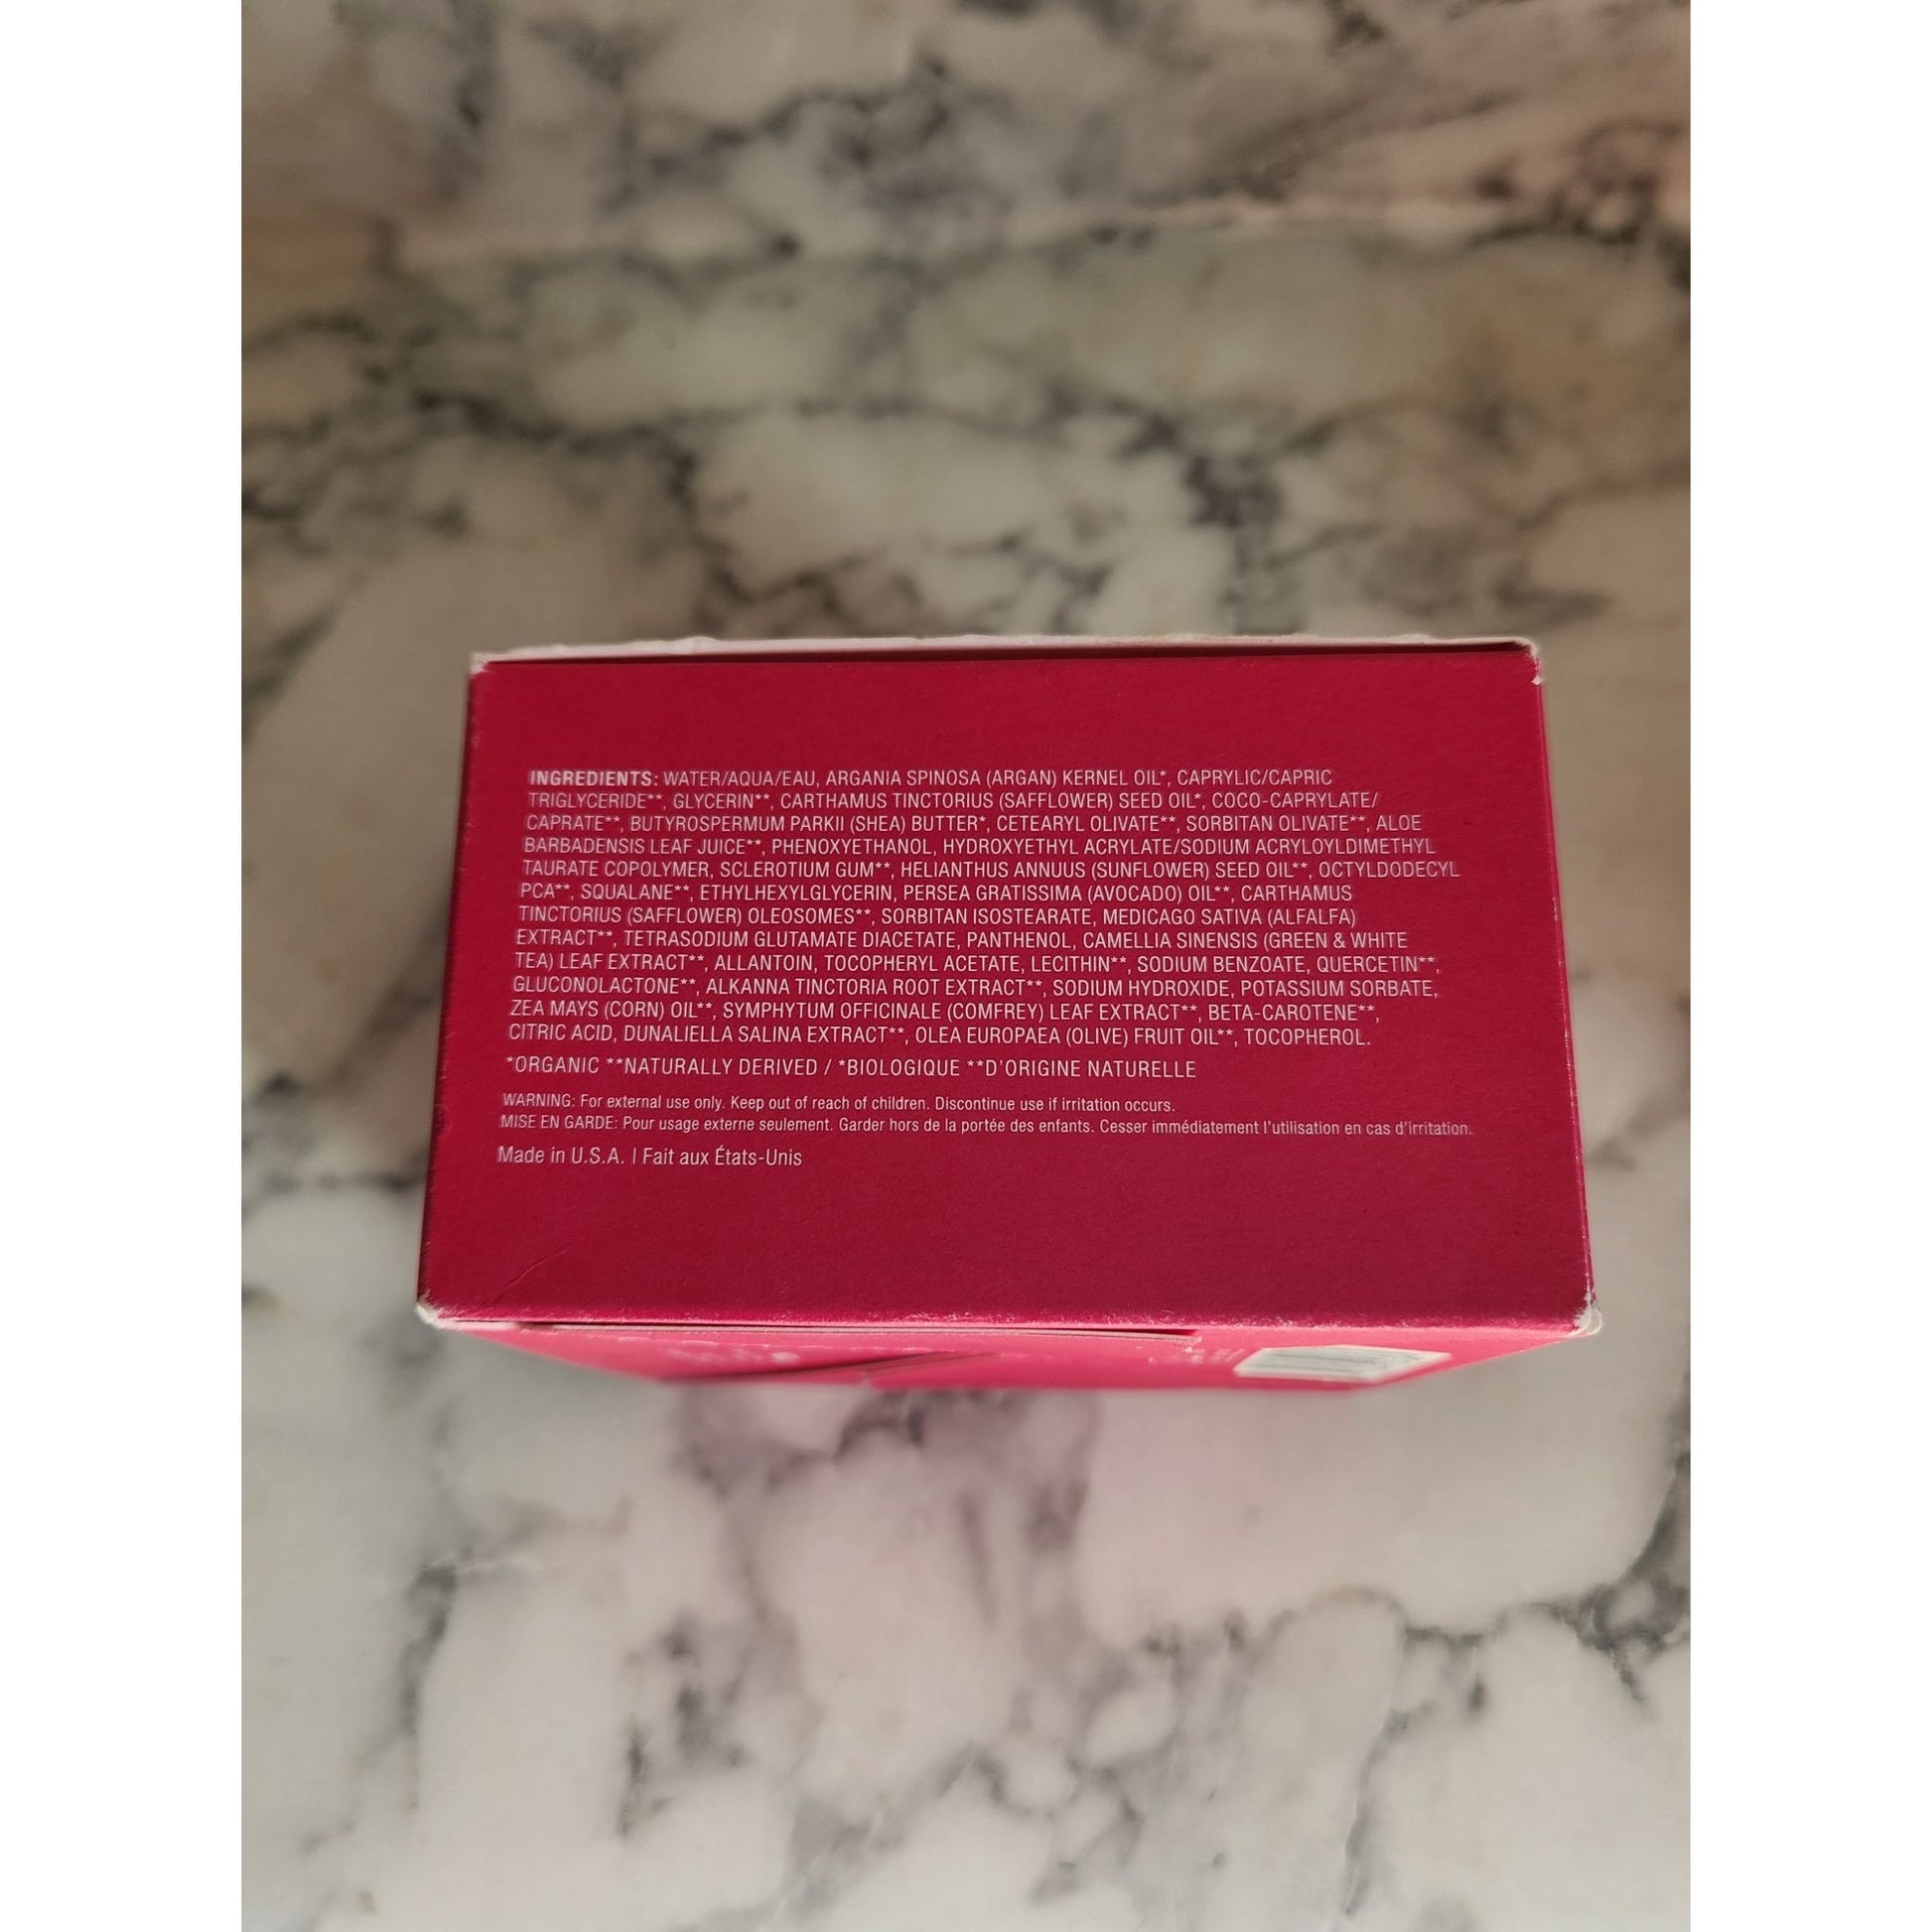 INGREDIENTS: WATER/AQUA/EAU, ARGANIA SPINOSA (ARGAN) KERNEL OIL*, CAPRYLIC/CAPRIC
TRIGLYCERIDE**, GLYCERIN**, CARTHAMUS TINCTORIUS (SAFFLOWER) SEED OIL*, COCO-CAPRYLATE/
CAPRATE**, BUTYROSPERMUM PARKII (SHEA) BUTTER*, CETEARYL OLIVATE**, SORBITAN OLIVATE**, ALOE
BARBADENSIS LEAF JUICE**, PHENOXYETHANOL, HYDROXYETHYL ACRYLATE/SODIUM ACRYLOYLDIMETHYL
TAURATE COPOLYMER, SCLEROTIUM GUM**, HELIANTHUS ANNUUS (SUNFLOWER) SEED OIL**, OCTYLDODECYL
PCA**, SQUALANE**, ETHYLHEXYLGLYCERIN, PERSEA GRATISSIMA (AVOCADO) OIL**, CARTHAMUS
TINCTORIUS (SAFFLOWER) OLEOSOMES**, SORBITAN ISOSTEARATE, MEDICAGO SATIVA (ALFALFA)
EXTRACT**, TETRASODIUM GLUTAMATE DIACETATE, PANTHENOL, CAMELLIA SINENSIS (GREEN & WHITE
TEA) LEAF EXTRACT**, ALLANTOIN, TOCOPHERYL ACETATE, LECITHIN**, SODIUM BENZOATE, QUERCETIN**,
GLUCONOLACTONE**, ALKANNA TINCTORIA ROOT EXTRACT**, SODIUM HYDROXIDE, POTASSIUM SORBATE,
ZEA MAYS (CORN) OIL**, SYMPHYTUM OFFICINALE (COMFREY) LEAF EXTRACT**, BETA-CAROTENE**,
CITRIC ACID, DUNALIELLA SALINA EXTRACT**, OLEA EUROPAEA (OLIVE) FRUIT OIL**, TOCOPHEROL.
*ORGANIC **NATURALLY DERIVED / *BIOLOGIQUE **D'ORIGINE NATURELLE
WARNING: For external use only. Keep out of reach of children. Discontinue use if irritation occurs.
MISE EN GARDE: Pour usage externe seulement. Garder hors de la portée des enfants. Cesser immédiatement l'utilisation en cas d'irritation.
Made in U.S.A. | Fait aux États-Unis